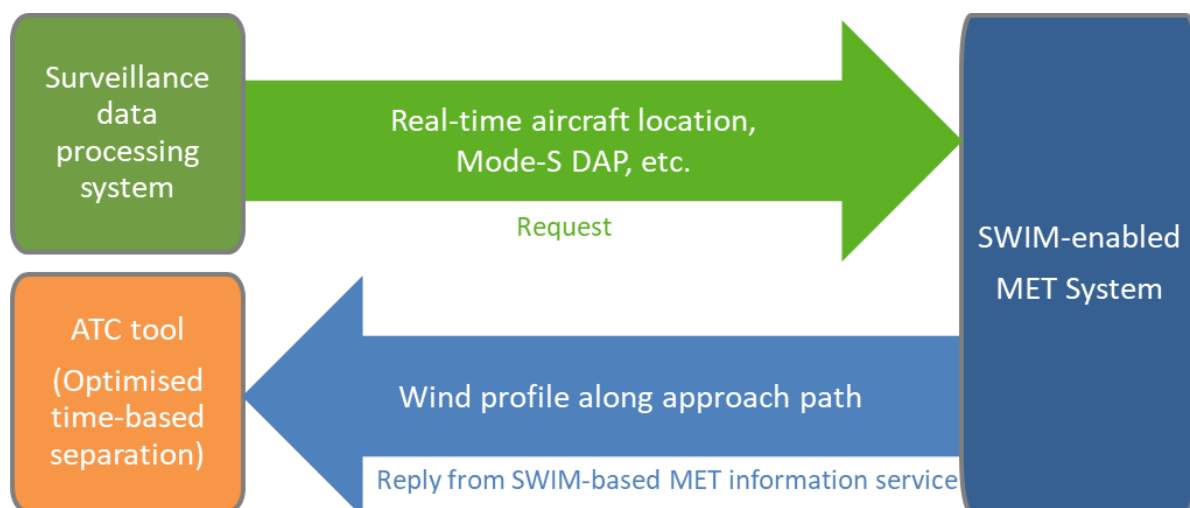 Surveillance
data
processing
system
Real-time aircraft location,
Mode-S DAP, etc.
Request
SWIM-enabled
MET System
ATC tool
(Optimised
time-based
separation)
Wind profile along approach path
Reply from SWIM-based MET information service